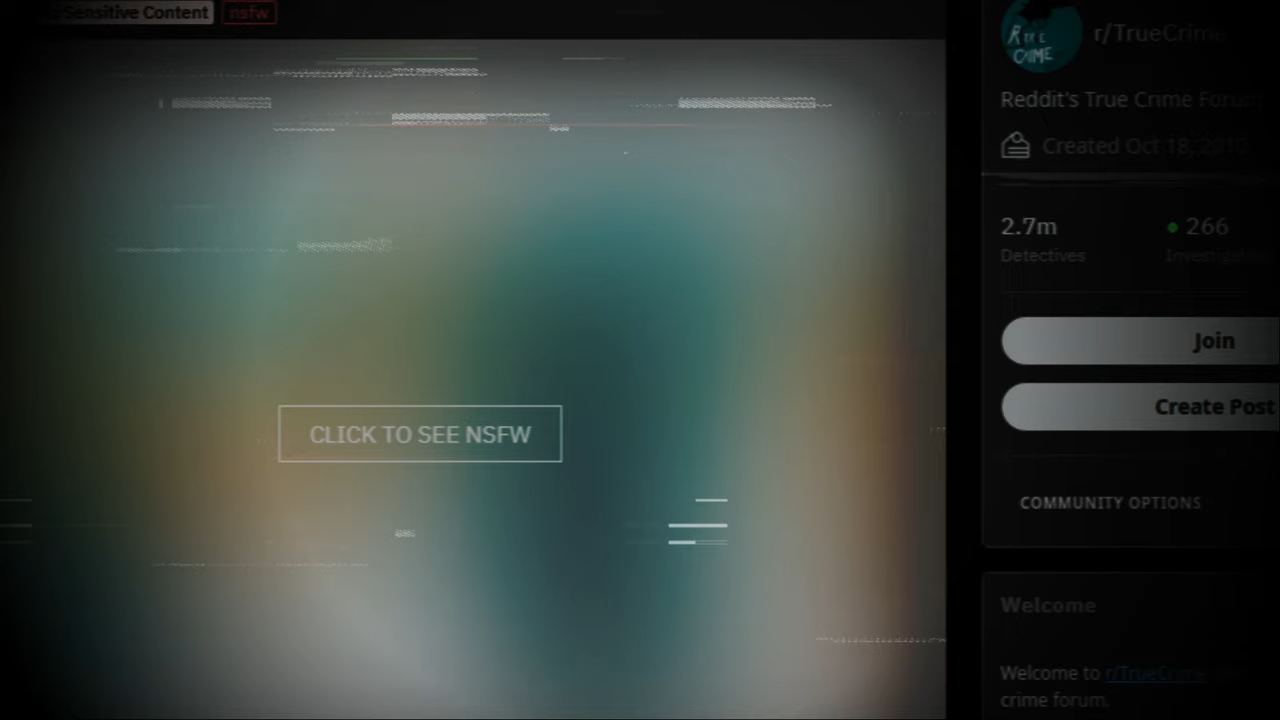 Sensitive Content nsfw
r/TrueCrime
Reddit's True Crime Forum
Created Oct 18,
2.7m 266
Detectives
Join
CLICK TO SEE NSFW
Create Post
COMMUNITY OPTIONS
Welcome
Welcome to r/TrueCrime
crime forum.